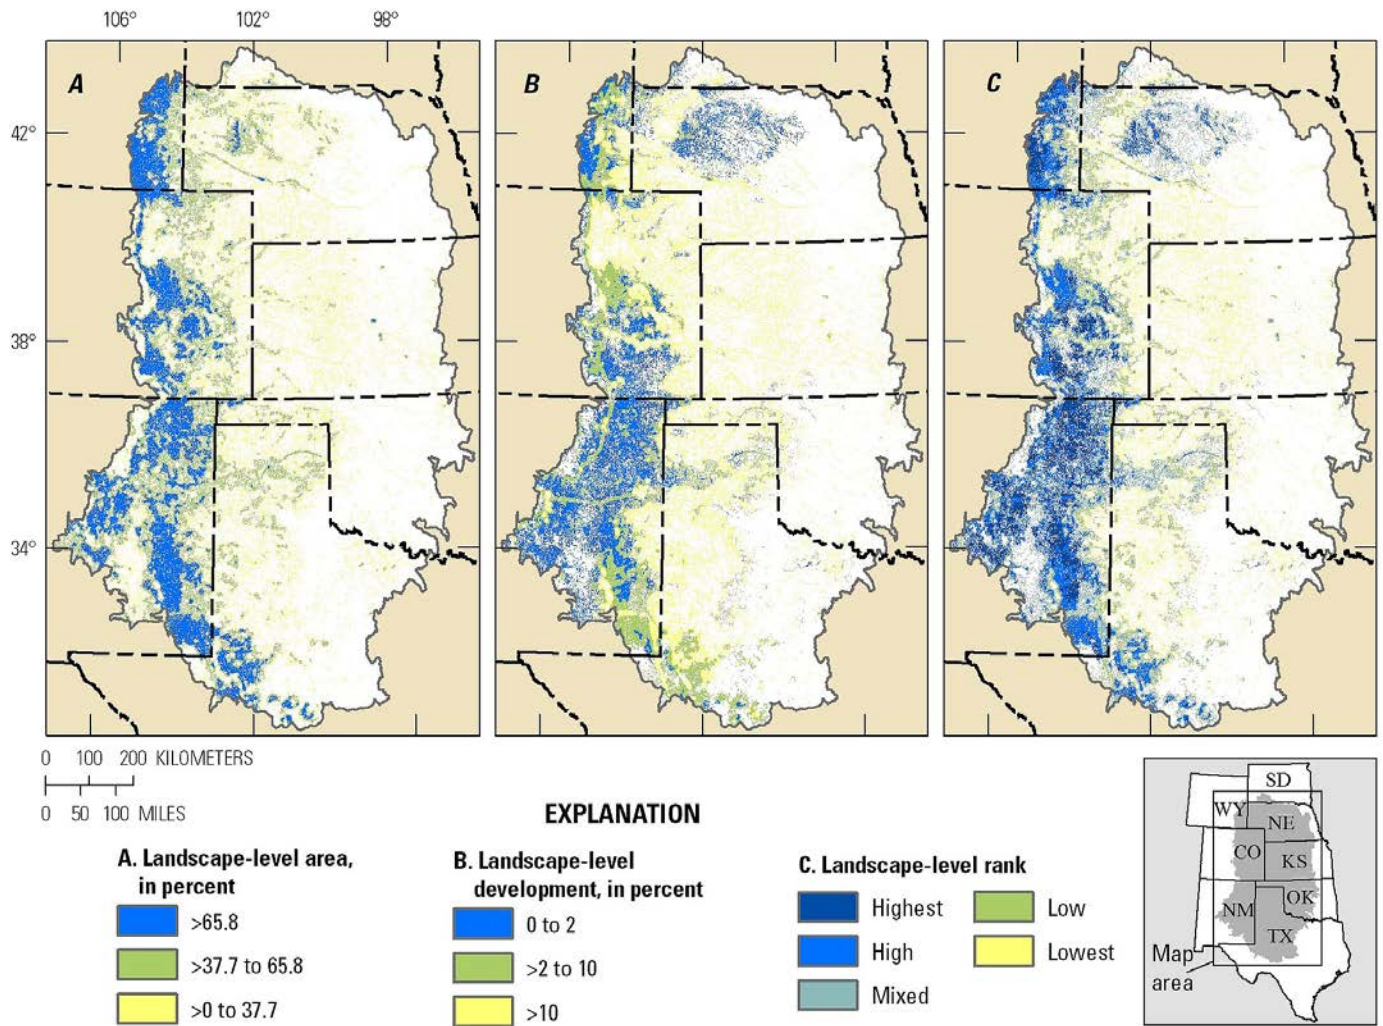 106° 102° 98°
A B C
42°
38°
34°
0 100 200 KILOMETERS
0 50 100 MILES
EXPLANATION
A. Landscape-level area,
in percent
>65.8
>37.7 to 65.8
>0 to 37.7
B. Landscape-level
development, in percent
0 to 2
>2 to 10
>10
C. Landscape-level rank
Highest
High
Mixed
Low
Lowest
SD
WY
NE
CO
KS
NM
OK
TX
Map
area